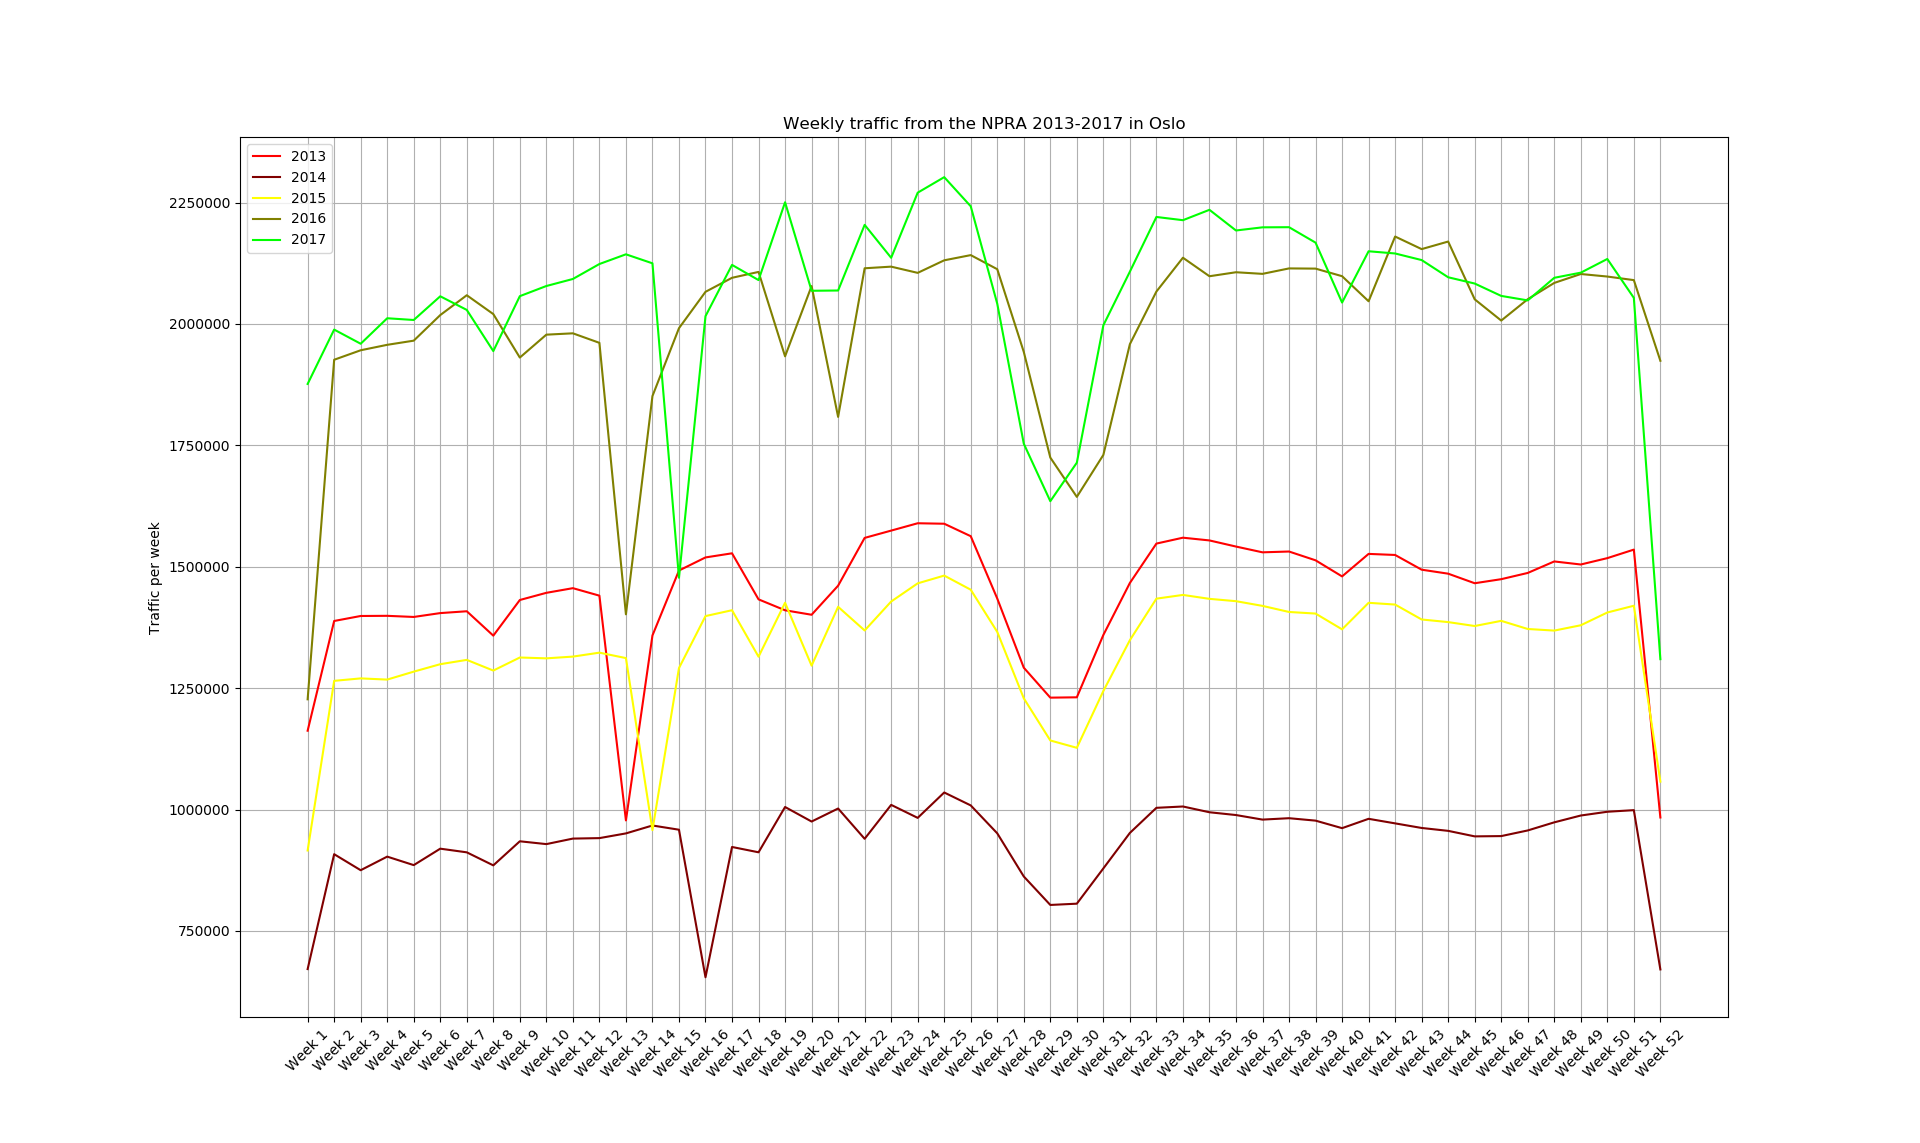 Weekly traffic from the NPRA 2013-2017 in Oslo
2013
2014
2015
2016
2017
Traffic per week
2250000
2000000
1750000
1500000
1250000
1000000
750000
Week 1
Week 2
Week 3
Week 4
Week 5
Week 6
Week 7
Week 8
Week 9
Week 10
Week 11
Week 12
Week 13
Week 14
Week 15
Week 16
Week 17
Week 18
Week 19
Week 20
Week 21
Week 22
Week 23
Week 24
Week 25
Week 26
Week 27
Week 28
Week 29
Week 30
Week 31
Week 32
Week 33
Week 34
Week 35
Week 36
Week 37
Week 38
Week 39
Week 40
Week 41
Week 42
Week 43
Week 44
Week 45
Week 46
Week 47
Week 48
Week 49
Week 50
Week 51
Week 52